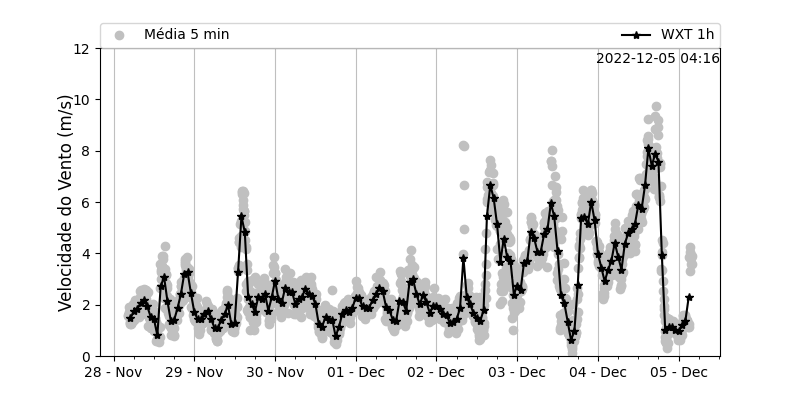 Média 5 min
WXT 1h
2022-12-05 04:16
Velocidade do Vento (m/s)
12
10
8
6
4
2
0
28 - Nov
29 - Nov
30 - Nov
01 - Dec
02 - Dec
03 - Dec
04 - Dec
05 - Dec